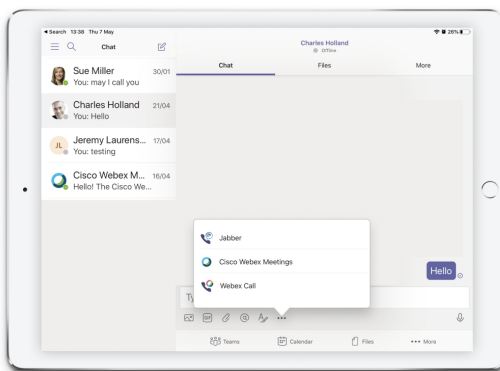 Search 13:38 Thu 7 May
26%
Chat
Charles Holland
Offline
Chat Files More
Sue Miller 30/01
You: may I call you
Charles Holland 21/04
You: Hello
JL
Jeremy Laurens... 17/04
You: testing
Cisco Webex M... 16/04
Hello! The Cisco We...
Jabber
Cisco Webex Meetings
Webex Call
Hello
Ty
GIF
Teams Calendar Files More